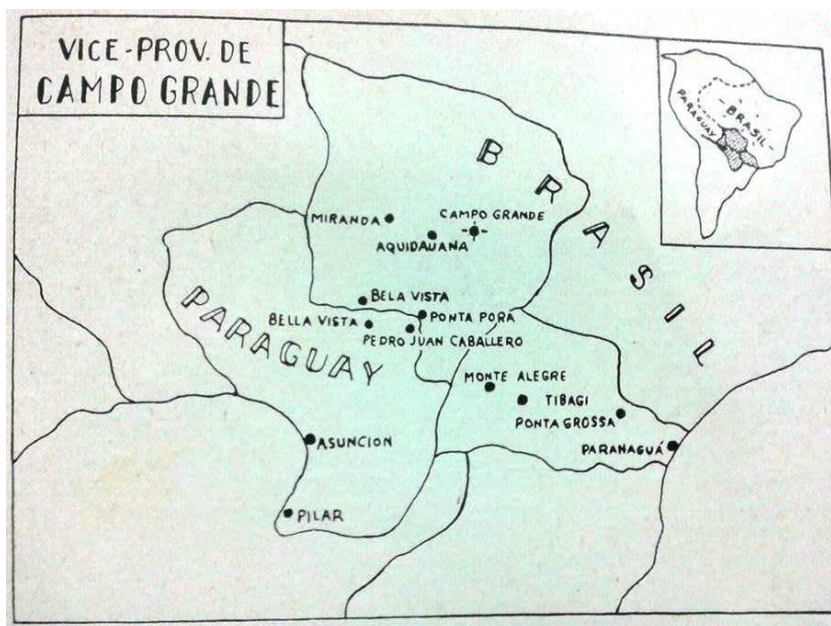 VICE-PROV. DE
CAMPO GRANDE
BRASIL
PARAGUAY
BRASIL
MIRANDA
CAMPO GRANDE
AQUIDAUANA
BELA VISTA
PONTA PORA
BELLA VISTA
PEDRO JUAN CABALLERO
PARAGUAY
MONTE ALEGRE
TIBAGI
PONTA GROSSA
PARANAGUÁ
ASUNCION
PILAR